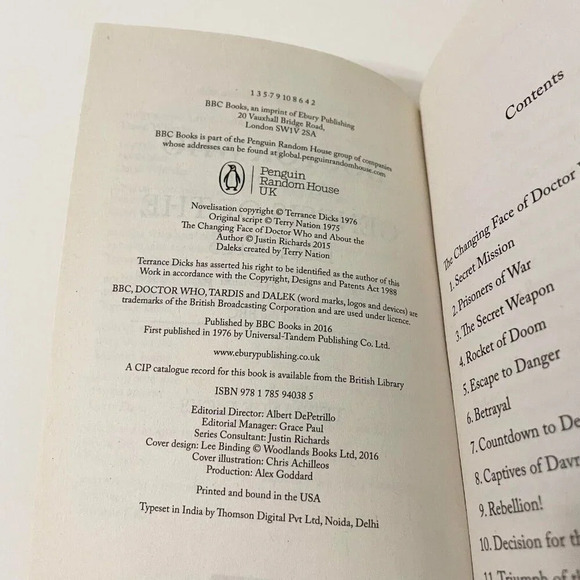 1 3 5 7 9 10 8 6 4 2
BBC Books, an imprint of Ebury Publishing
20 Vauxhall Bridge Road,
London SW1V 2SA
BBC Books is part of the Penguin Random House group of companies
whose addresses can be found at global.penguinrandomhouse.com
Penguin
Random House
UK
Novelisation copyright © Terrance Dicks 1976
Original script © Terry Nation 1975
The Changing Face of Doctor Who and About the
Author © Justin Richards 2015
Daleks created by Terry Nation
Terrance Dicks has asserted his right to be identified as the author of this
Work in accordance with the Copyright, Designs and Patents Act 1988
BBC, DOCTOR WHO, TARDIS and DALEK (word marks, logos and devices) are
trademarks of the British Broadcasting Corporation and are used under licence.
Published by BBC Books in 2016
First published in 1976 by Universal-Tandem Publishing Co. Ltd.
www.eburypublishing.co.uk
A CIP catalogue record for this book is available from the British Library
ISBN 978 1 785 94038 5
Editorial Director: Albert DePetrillo
Editorial Manager: Grace Paul
Series Consultant: Justin Richards
Cover design: Lee Binding © Woodlands Books Ltd, 2016
Cover illustration: Chris Achilleos
Production: Alex Goddard
Printed and bound in the USA
Typeset in India by Thomson Digital Pvt Ltd, Noida, Delhi
Contents
The Changing Face of Doctor
1. Secret Mission
2. Prisoners of War
3. The Secret Weapon
4. Rocket of Doom
5. Escape to Danger
6. Betrayal
7. Countdown to De
8. Captives of Davr
9. Rebellion!
10. Decision for th
11. Triumph of th